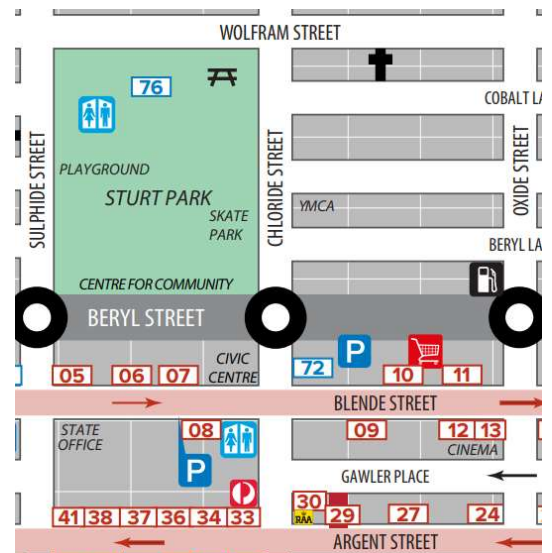 WOLFRAM STREET
76
COBALT LA
SULPHIDE STREET
CHLORIDE STREET
OXIDE STREET
PLAYGROUND
STURT PARK
SKATE
PARK
YMCA
BERYL LA
CENTRE FOR COMMUNITY
BERYL STREET
P
72
CIVIC
CENTRE
05
06
07
10
11
BLENDE STREET
STATE
OFFICE
08
09
12
13
CINEMA
P
GAWLER PLACE
30
RAA
41
38
37
36
34
33
29
27
24
ARGENT STREET